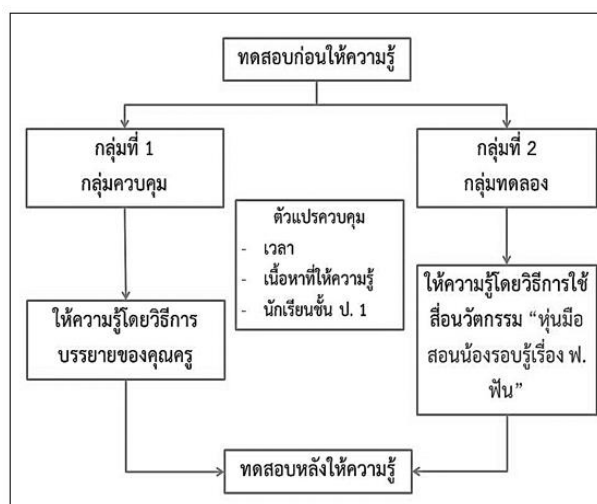 ทดสอบก่อนให้ความรู้
กลุ่มที่ 1
กลุ่มควบคุม
กลุ่มที่ 2
กลุ่มทดลอง
ตัวแปรควบคุม
- เวลา
- เนื้อหาที่ให้ความรู้
- นักเรียนชั้น ป. 1
ให้ความรู้โดยวิธีการ
บรรยายของคุณครู
ให้ความรู้โดยวิธีการใช้
สื่อนวัตกรรม “หุ่นมือ
สอนน้องรอบรู้เรื่อง ฟ.
ฟัน”
ทดสอบหลังให้ความรู้